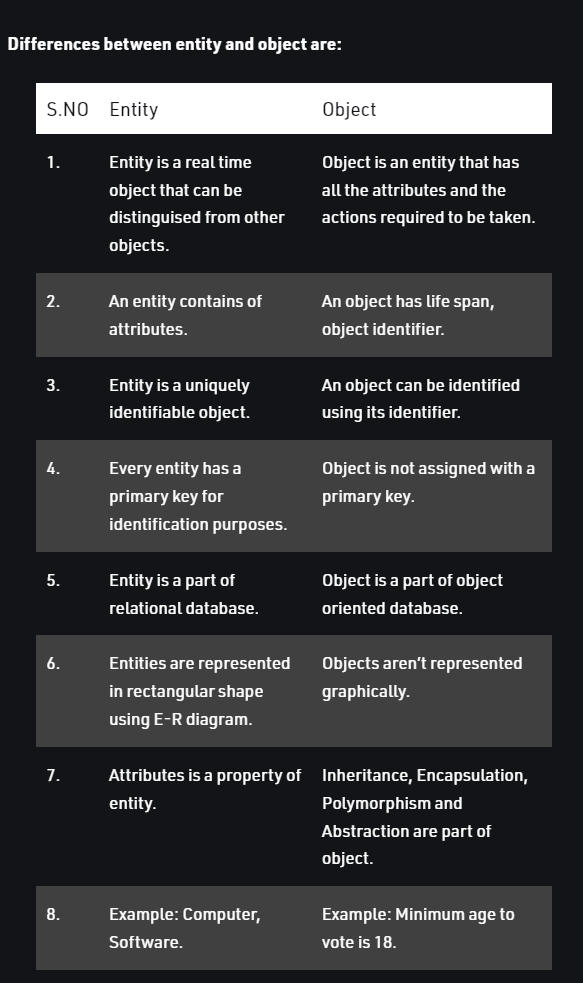 Differences between entity and object are:
S.NO Entity Object
1. Entity is a real time Object is an entity that has
object that can be all the attributes and the
distinguised from other actions required to be taken.
objects.
2. An entity contains of An object has life span,
attributes. object identifier.
3. Entity is a uniquely An object can be identified
identifiable object. using its identifier.
4. Every entity has a Object is not assigned with a
primary key for primary key.
identification purposes.
5. Entity is a part of Object is a part of object
relational database. oriented database.
6. Entities are represented Objects aren't represented
in rectangular shape graphically.
using E-R diagram.
7. Attributes is a property of Inheritance, Encapsulation,
entity. Polymorphism and
Abstraction are part of
object.
8. Example: Computer, Example: Minimum age to
Software. vote is 18.